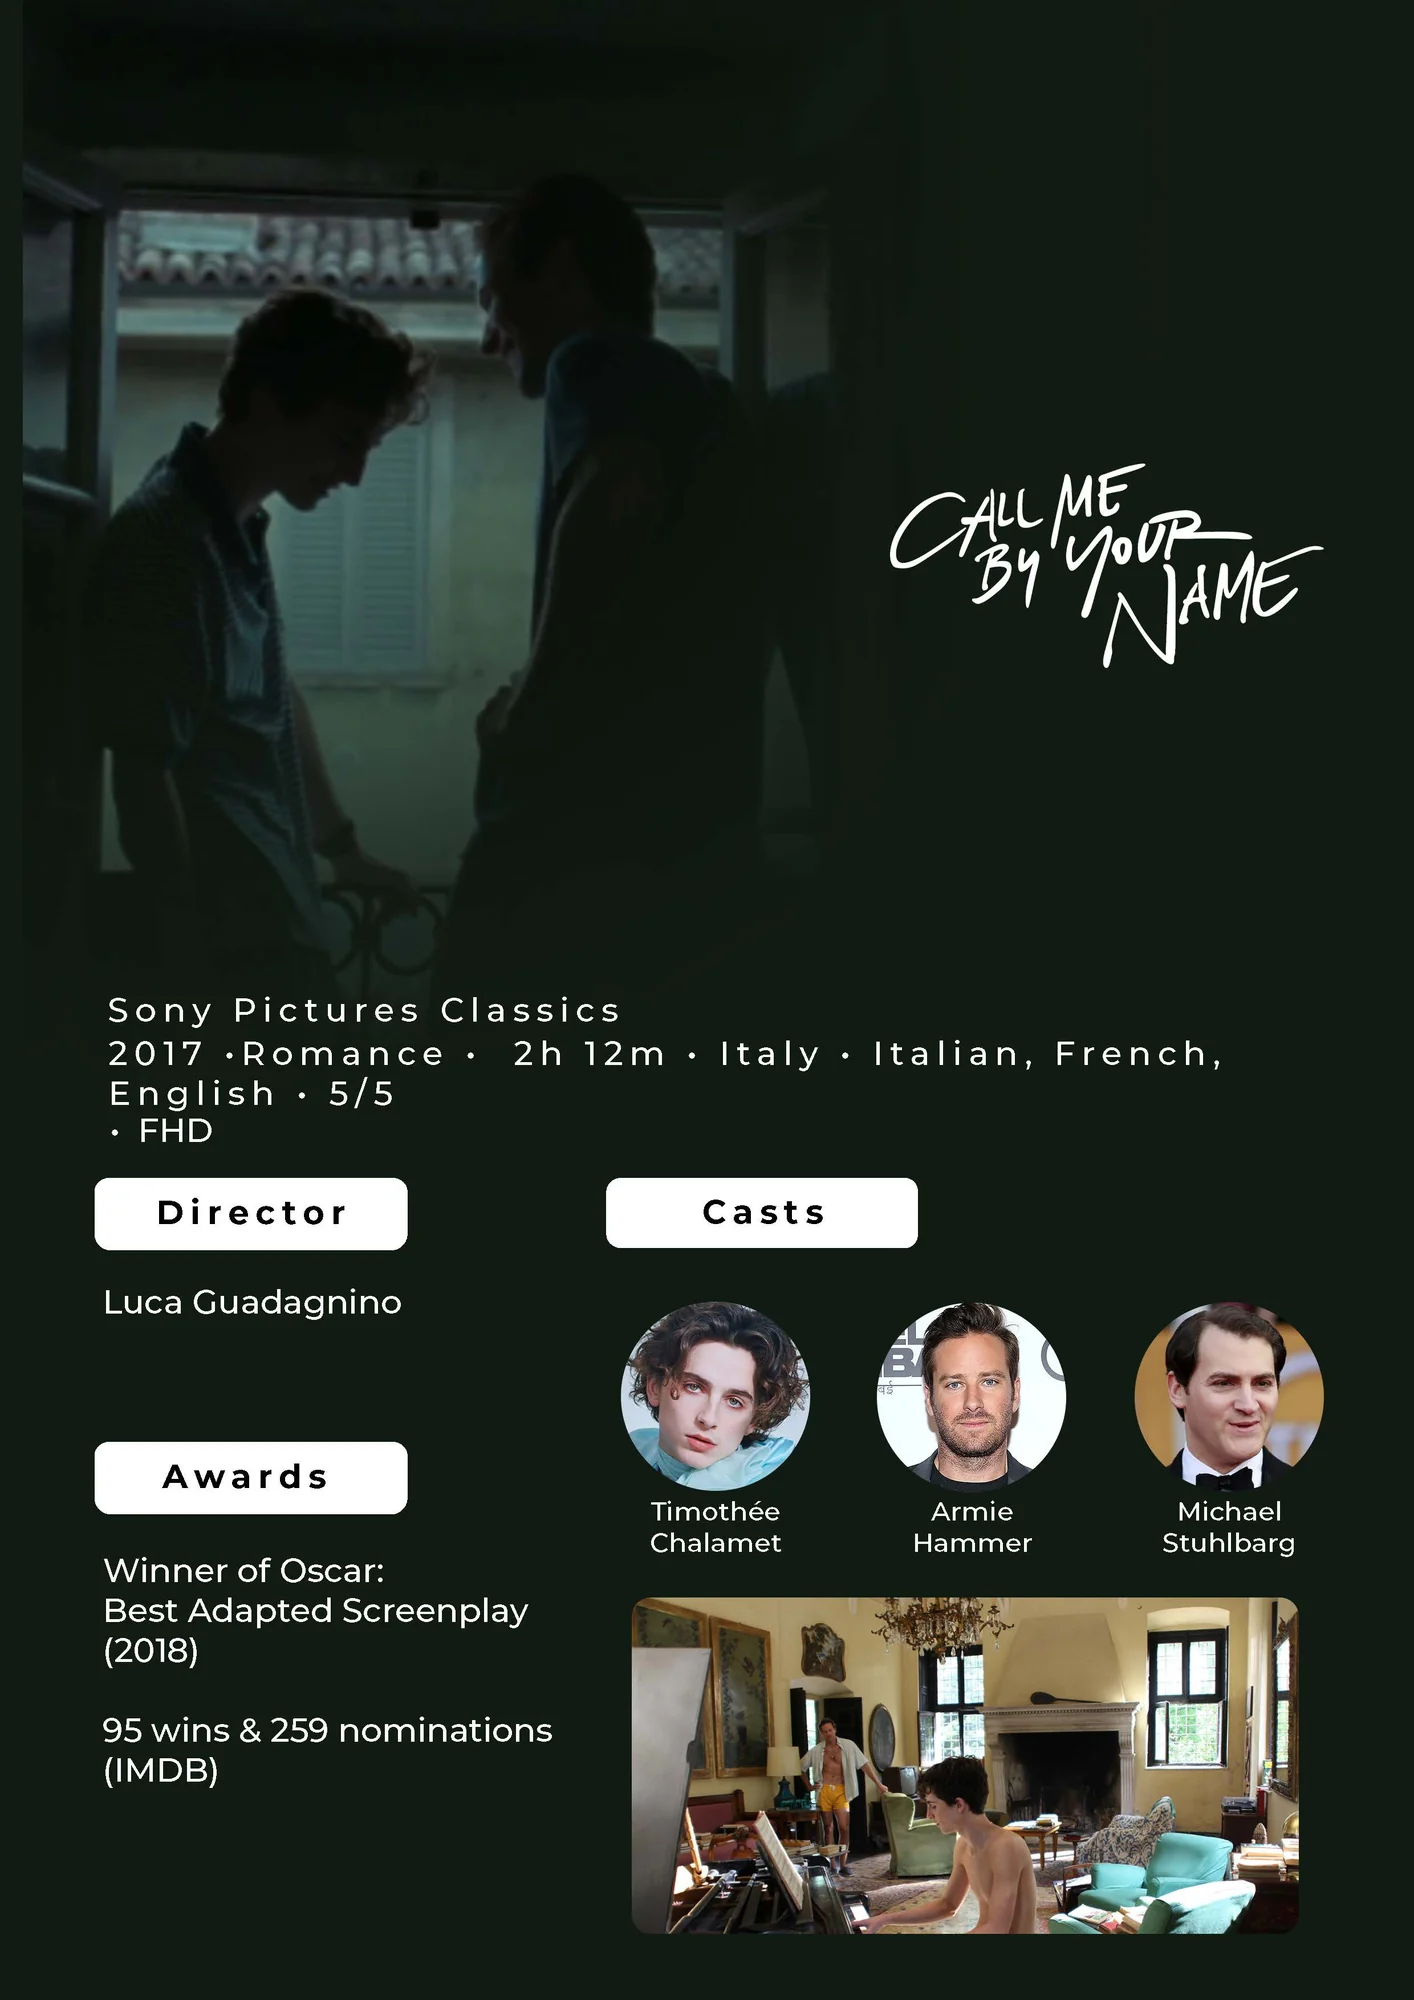 CALL ME
BY YOUR
NAME
Sony Pictures Classics
2017 •Romance •  2h 12m • Italy • Italian, French,
English • 5/5
• FHD
Director
Casts
Luca Guadagnino
Timothée
Chalamet
Armie
Hammer
Michael
Stuhlbarg
Awards
Winner of Oscar:
Best Adapted Screenplay
(2018)
95 wins & 259 nominations
(IMDB)